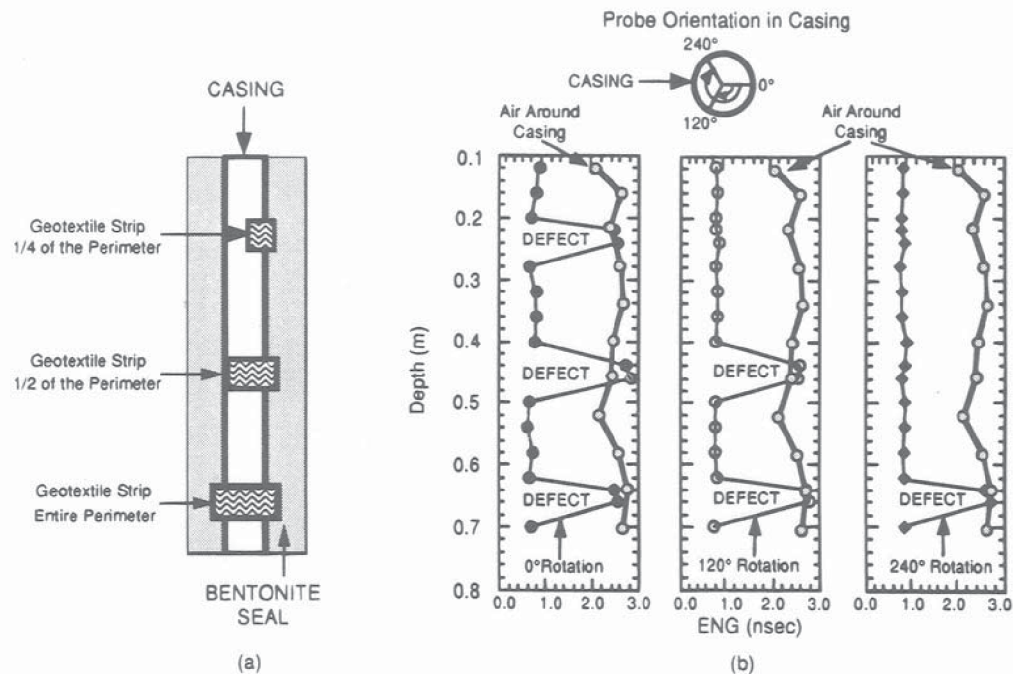 CASING
Geotextile Strip
1/4 of the Perimeter
Geotextile Strip
1/2 of the Perimeter
Geotextile Strip
Entire Perimeter
BENTONITE
SEAL
(a)
Probe Orientation in Casing
240°
CASING
0°
120°
Air Around
Casing
Air Around
Casing
Depth (m)
0.1
0.2
0.3
0.4
0.5
0.6
0.7
0.8
DEFECT
DEFECT
DEFECT
0°Rotation
0.0 1.0 2.0 3.0
DEFECT
DEFECT
120° Rotation
0.0 1.0 2.0 3.0
DEFECT
240° Rotation
0.0 1.0 2.0 3.0
ENG (nsec)
(b)